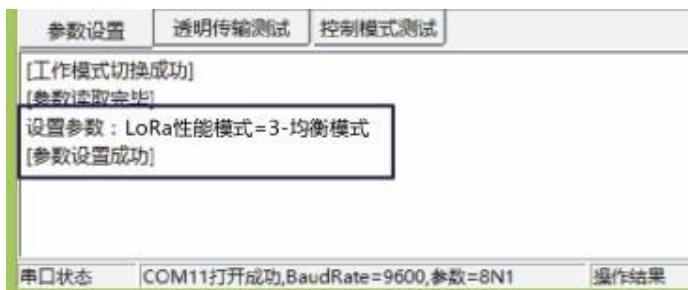 参数设置 透明传输测试 控制模式测试
[工作模式切换成功]
[参数读取完毕]
设置参数：LoRa性能模式=3-均衡模式
[参数设置成功]
串口状态 COM11打开成功,BaudRate=9600,参数=8N1 操作结果